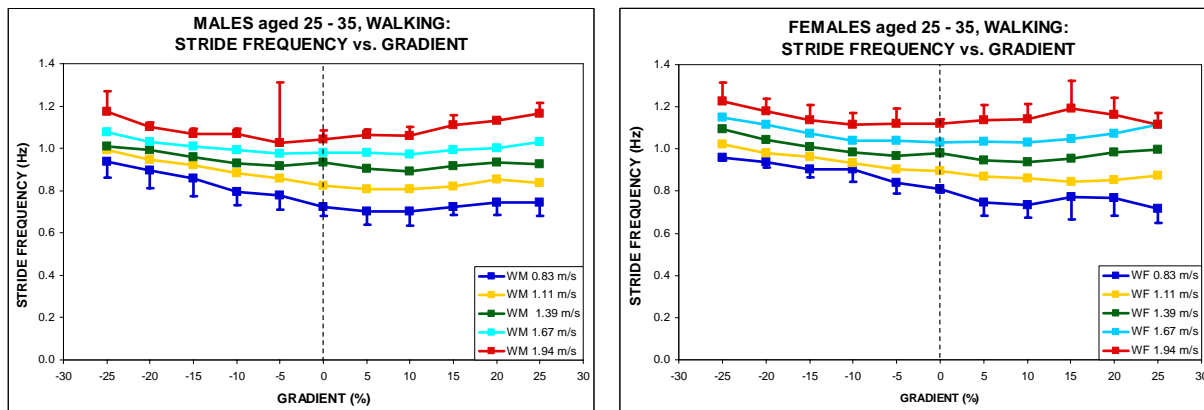 MALES aged 25 - 35, WALKING:
STRIDE FREQUENCY vs. GRADIENT
STRIDE FREQUENCY (Hz)
1.4
1.2
1.0
0.8
0.6
0.4
0.2
0.0
WM 0.83 m/s
WM 1.11 m/s
WM 1.39 m/s
WM 1.67 m/s
WM 1.94 m/s
-30 -25 -20 -15 -10 -5 0 5 10 15 20 25 30
GRADIENT (%)
FEMALES aged 25 - 35, WALKING:
STRIDE FREQUENCY vs. GRADIENT
STRIDE FREQUENCY (Hz)
1.4
1.2
1.0
0.8
0.6
0.4
0.2
0.0
WF 0.83 m/s
WF 1.11 m/s
WF 1.39 m/s
WF 1.67 m/s
WF 1.94 m/s
-30 -25 -20 -15 -10 -5 0 5 10 15 20 25 30
GRADIENT (%)